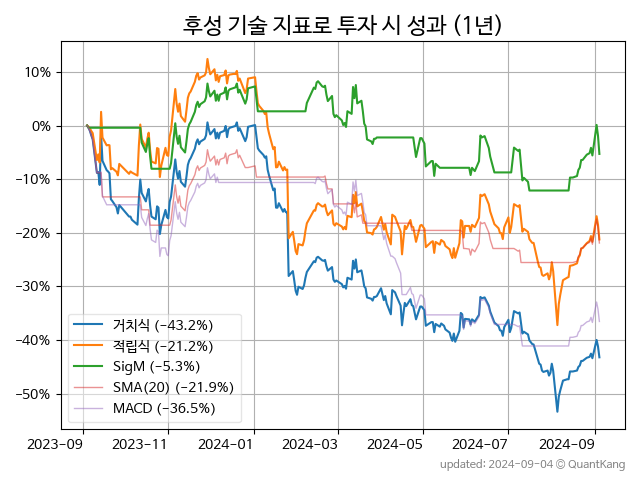 후성 기술 지표로 투자 시 성과 (1년)
10%
0%
−10%
−20%
−30%
−40%
−50%
거치식 (−43.2%)
적립식 (−21.2%)
SigM (−5.3%)
SMA(20) (−21.9%)
MACD (−36.5%)
2023-09 2023-11 2024-01 2024-03 2024-05 2024-07 2024-09
updated: 2024-09-04 @ QuantKang